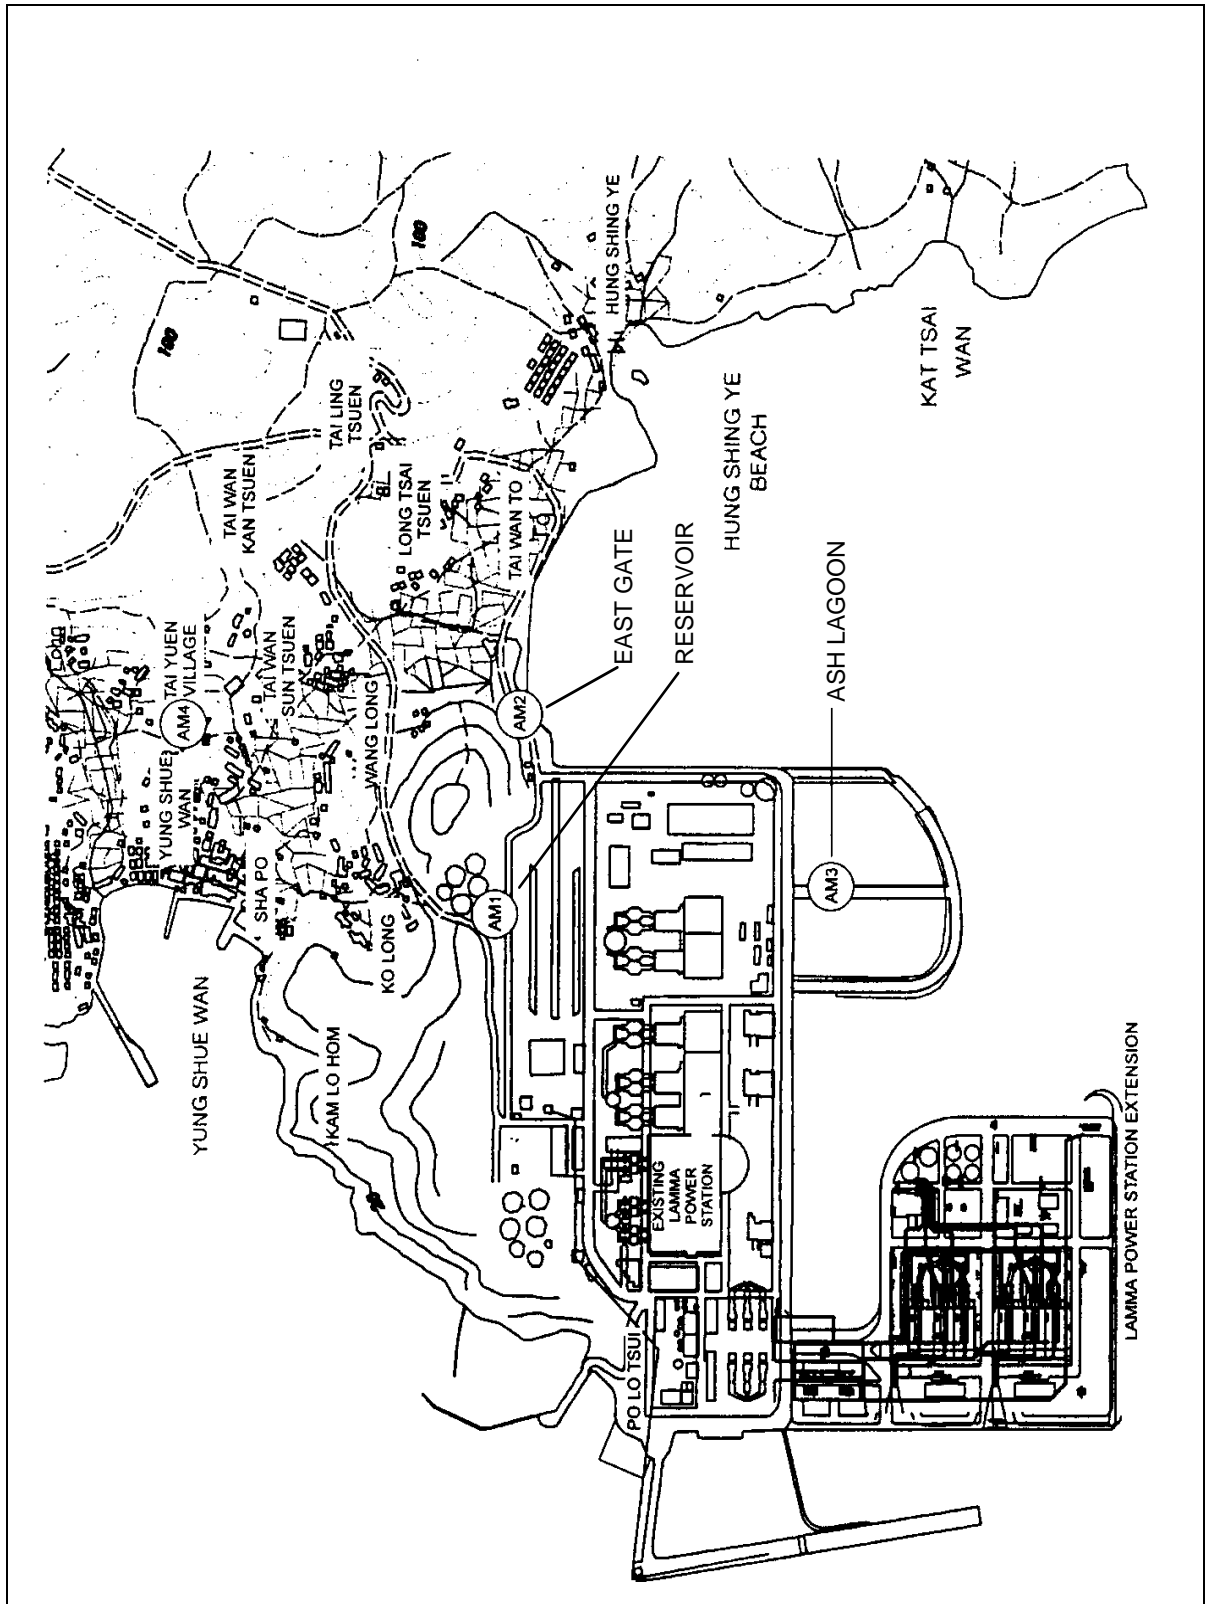 100
100
HUNG SHING YE
TAI LING
TSUEN
TAI WAN
KAN TSUEN
LONG TSAI
TSUEN
TAI WAN TO
HUNG SHING YE
BEACH
KAT TSAI
WAN
TAI YUEN
VILLAGE
AM4
TAI WAN
SUN TSUEN
WANG LONG
YUNG SHUE
WAN
SHA PO
KO LONG
AM2
EAST GATE
RESERVOIR
AM1
ASH LAGOON
AM3
YUNG SHUE WAN
KAM LO HOM
EXISTING
LAMMA
POWER
STATION
PO LO TSUI
LAMMA POWER STATION EXTENSION